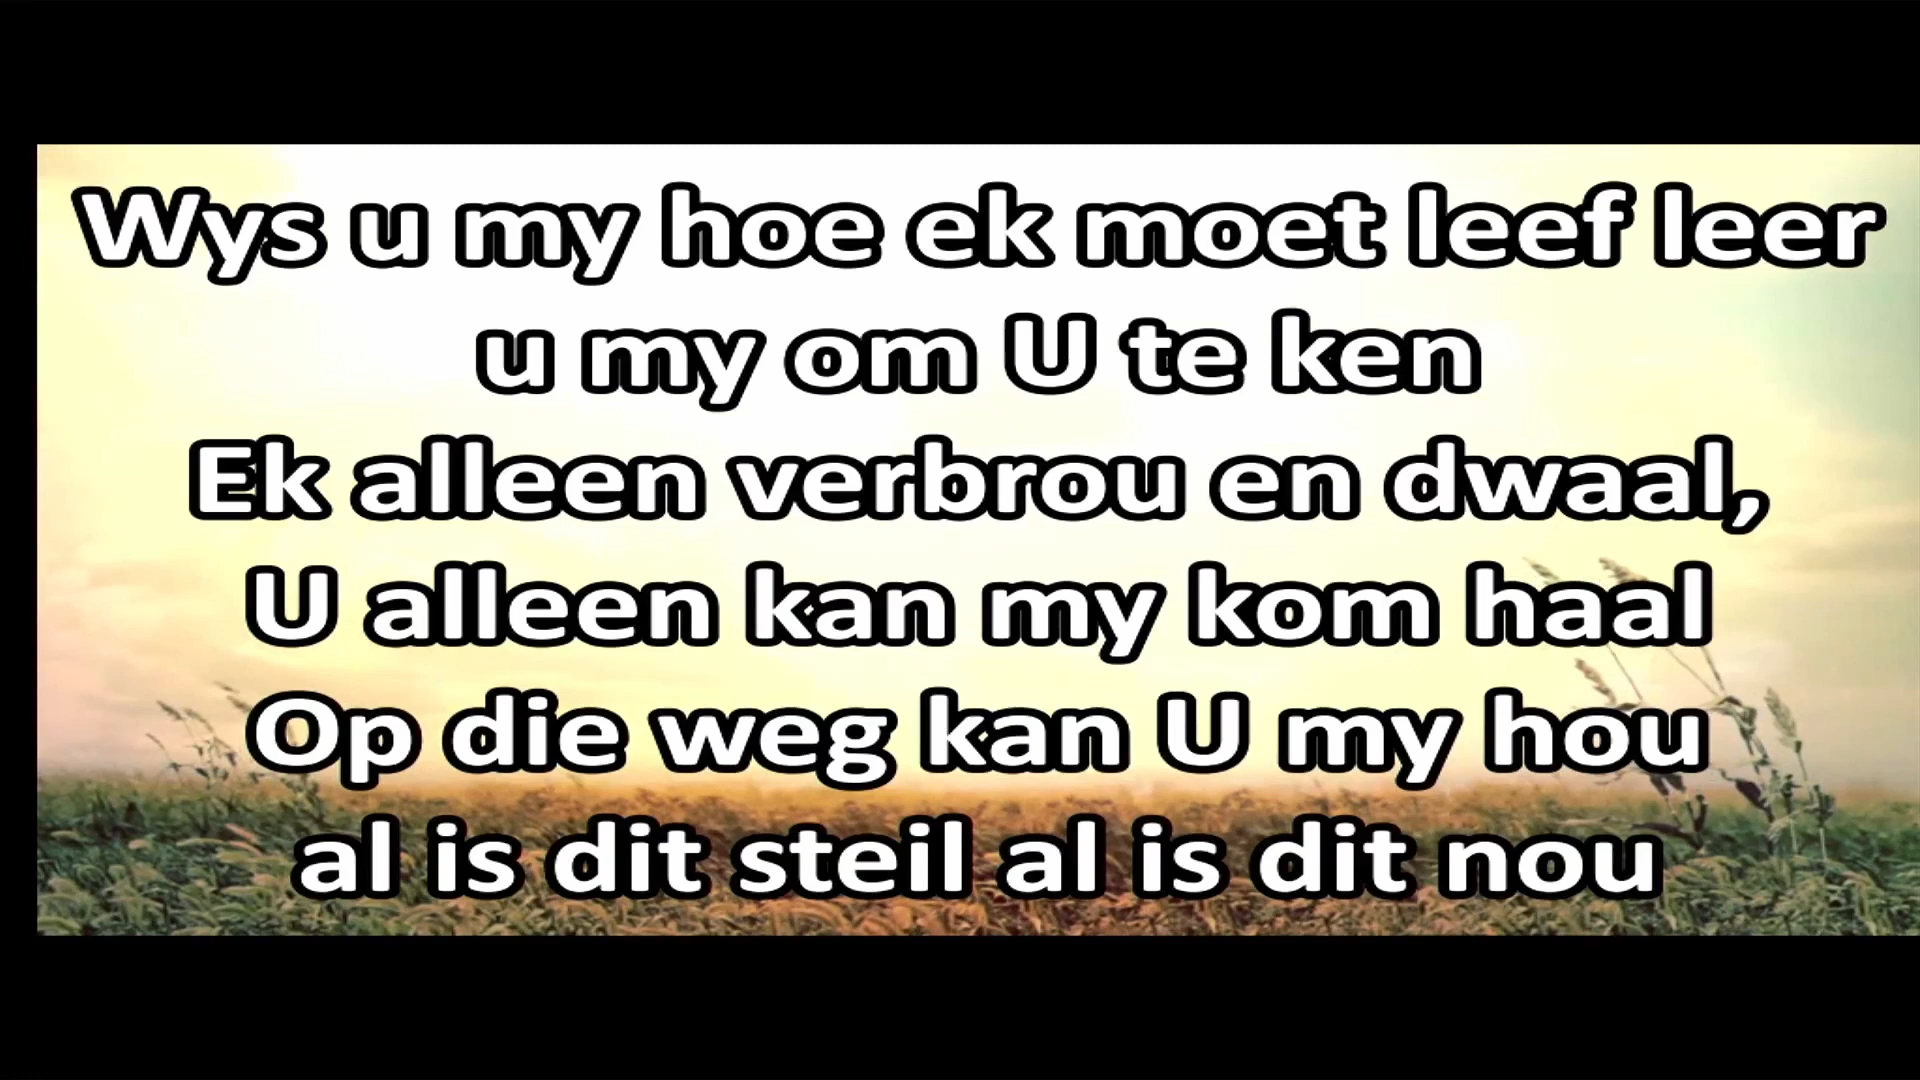 Wys u my hoe ek moet leef leer
u my om U te ken
Ek alleen verbrou en dwaal,
U alleen kan my kom haal
Op die weg kan U my hou
al is dit steil al is dit nou